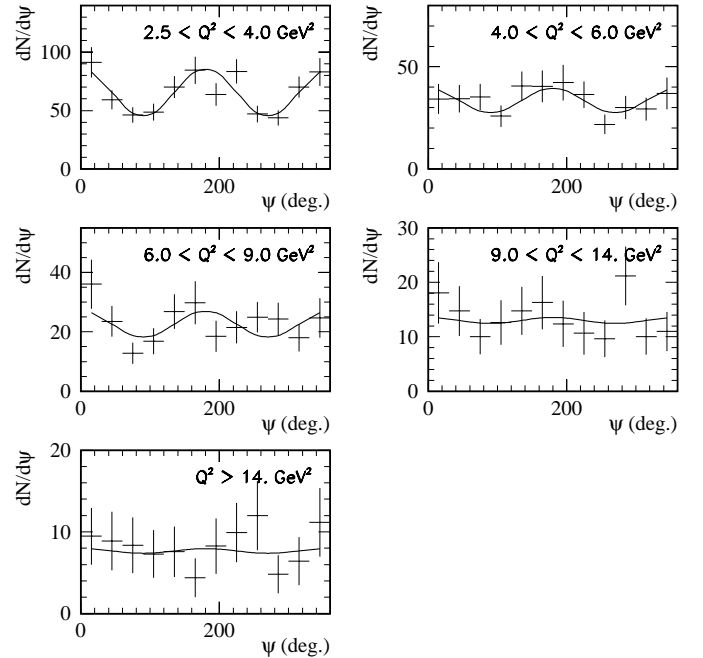 dN/dψ
2.5 < Q² < 4.0 GeV²
100
50
0
0
200
ψ (deg.)
dN/dψ
4.0 < Q² < 6.0 GeV²
50
0
0
200
ψ (deg.)
dN/dψ
6.0 < Q² < 9.0 GeV²
40
20
0
0
200
ψ (deg.)
dN/dψ
9.0 < Q² < 14. GeV²
30
20
10
0
0
200
ψ (deg.)
dN/dψ
Q² > 14. GeV²
20
10
0
0
200
ψ (deg.)